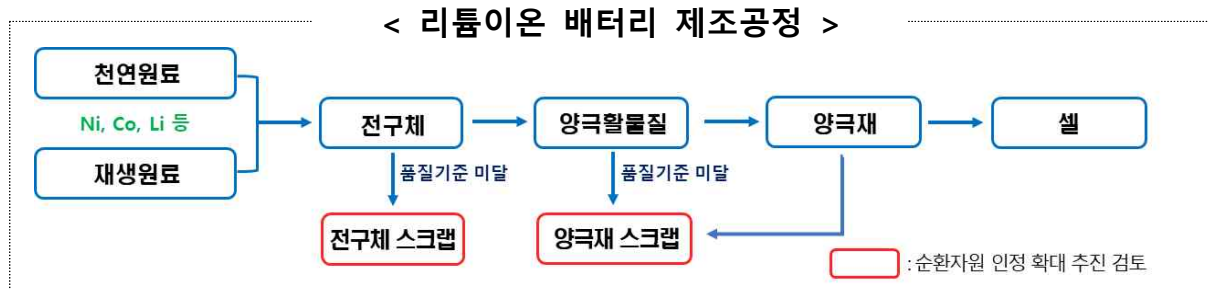 < 리튬이온 배터리 제조공정 >
천연원료
Ni, Co, Li 등
재생원료
전구체
양극활물질
양극재
셀
품질기준 미달
품질기준 미달
전구체 스크랩
양극재 스크랩
: 순환자원 인정 확대 추진 검토